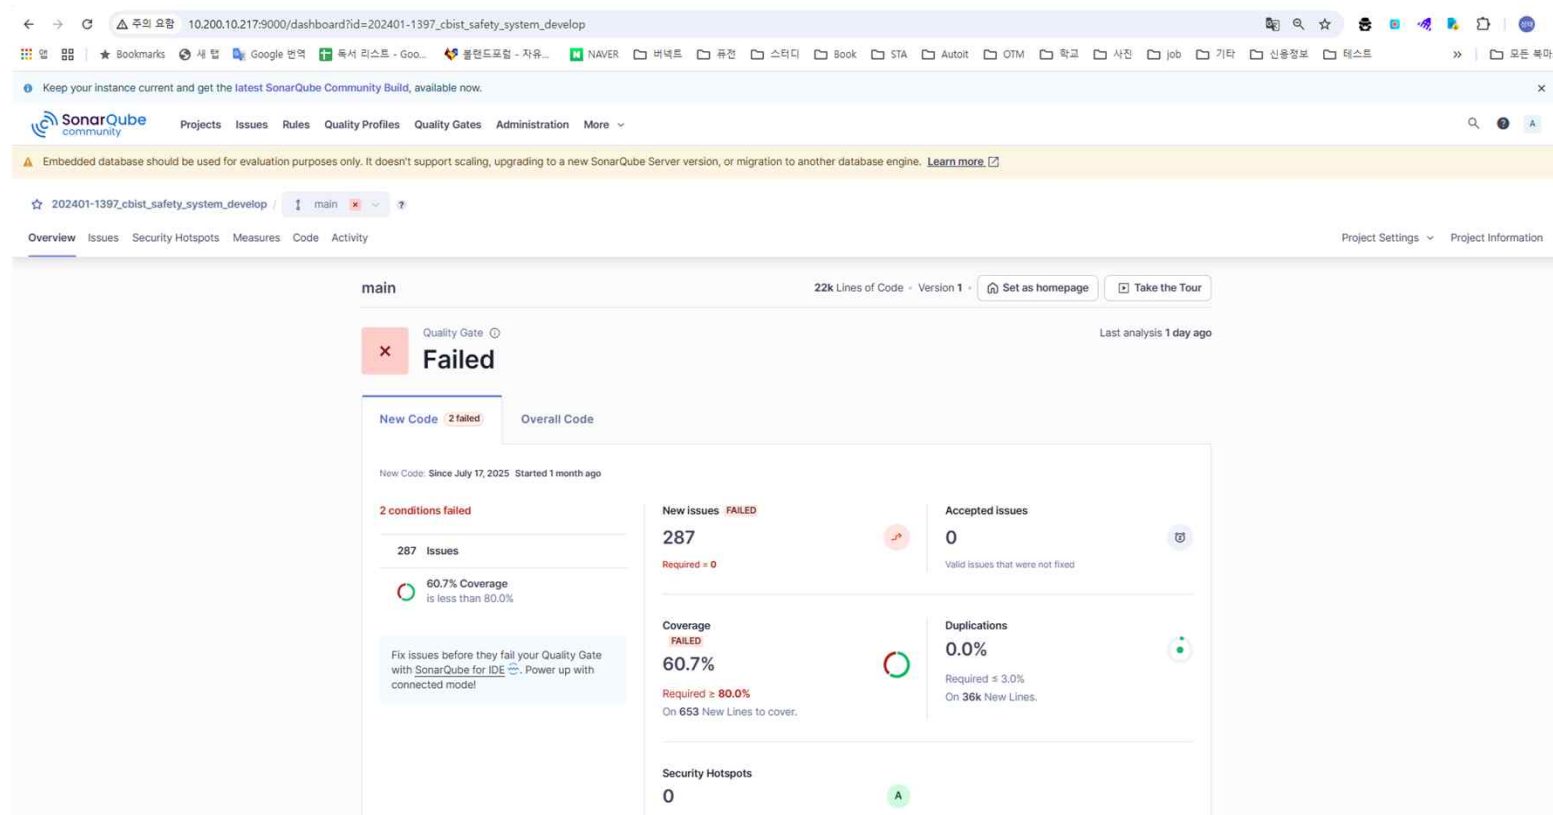 주의 요함 10.200.10.217:9000/dashboard?id=202401-1397_cbist_safety_system_develop
앱 Bookmarks 새 탭 Google 번역 독서 리스트 - Goo... 볼랜드포럼 - 자유... NAVER 버넥트 퓨전 스터디 Book STA Autoit OTM 학교 사진 job 기타 신용정보 테스트 » 모든 북마
Keep your instance current and get the latest SonarQube Community Build, available now.
SonarQube community Projects Issues Rules Quality Profiles Quality Gates Administration More A
Embedded database should be used for evaluation purposes only. It doesn't support scaling, upgrading to a new SonarQube Server version, or migration to another database engine. Learn more
202401-1397_cbist_safety_system_develop / main
Overview Issues Security Hotspots Measures Code Activity Project Settings Project Information
main 22k Lines of Code • Version 1 • Set as homepage Take the Tour
Quality Gate Last analysis 1 day ago
Failed
New Code 2 failed Overall Code
New Code: Since July 17, 2025 Started 1 month ago
2 conditions failed
287 Issues
60.7% Coverage
is less than 80.0%
Fix issues before they fail your Quality Gate
with SonarQube for IDE. Power up with
connected mode!
New issues FAILED
287
Required = 0
Accepted issues
0
Valid issues that were not fixed
Coverage
FAILED
60.7%
Required ≥ 80.0%
On 653 New Lines to cover.
Duplications
0.0%
Required ≤ 3.0%
On 36k New Lines.
Security Hotspots
0
A